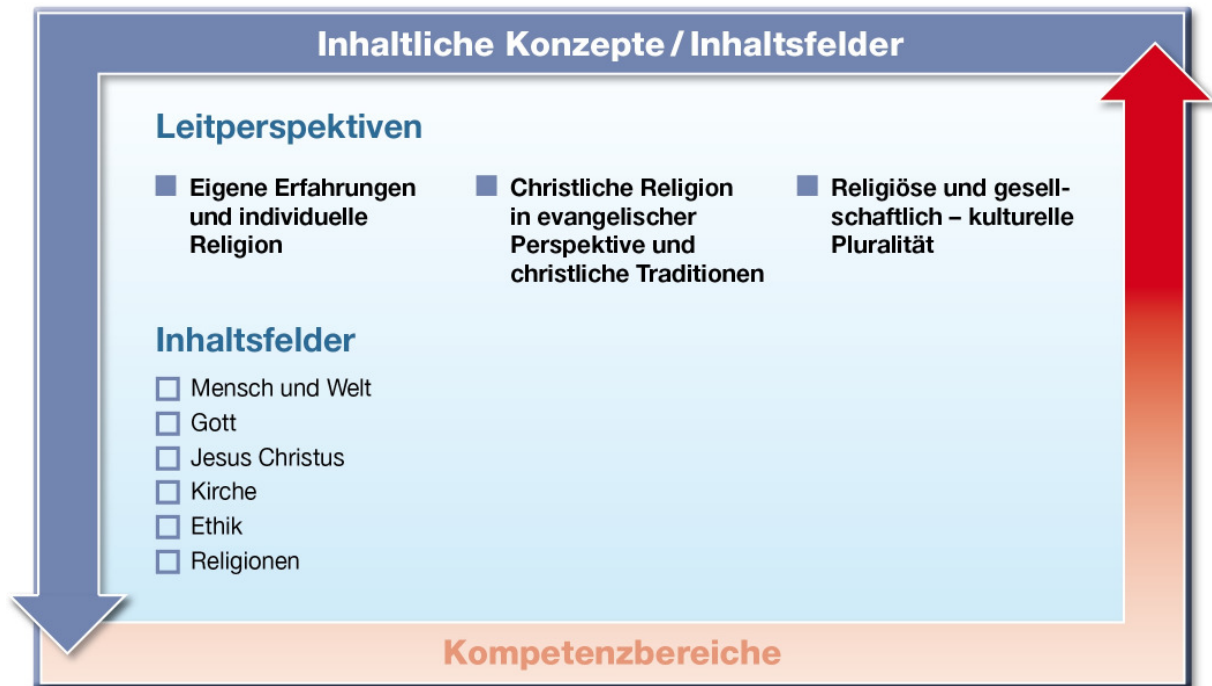 Inhaltliche Konzepte / Inhaltsfelder
Leitperspektiven
Eigene Erfahrungen
und individuelle
Religion
Christliche Religion
in evangelischer
Perspektive und
christliche Traditionen
Religiöse und gesell-
schaftlich – kulturelle
Pluralität
Inhaltsfelder
Mensch und Welt
Gott
Jesus Christus
Kirche
Ethik
Religionen
Kompetenzbereiche